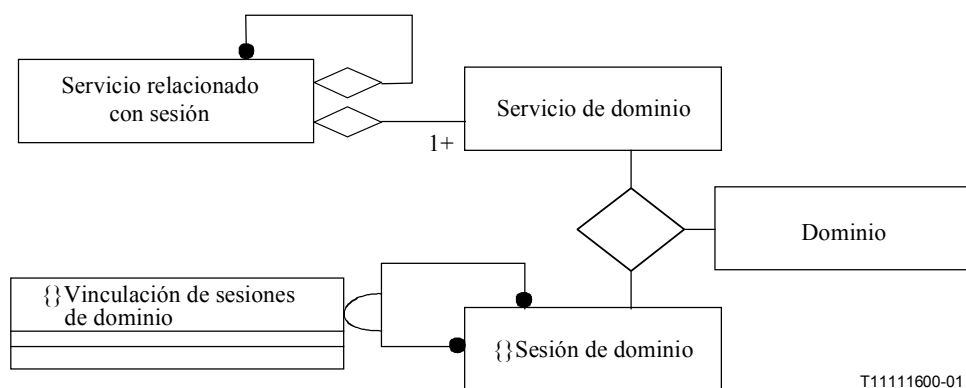 Servicio relacionado
con sesión
Servicio de dominio
1+
Dominio
{}Vinculación de sesiones
de dominio
{}Sesión de dominio
T11111600-01